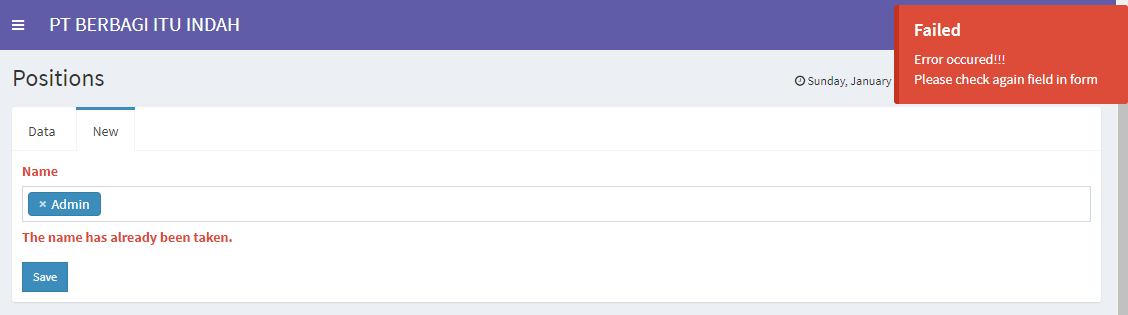 PT BERBAGI ITU INDAH
Failed
Error occured!!!
Please check again field in form
Positions
Sunday, January
Data
New
Name
× Admin
The name has already been taken.
Save